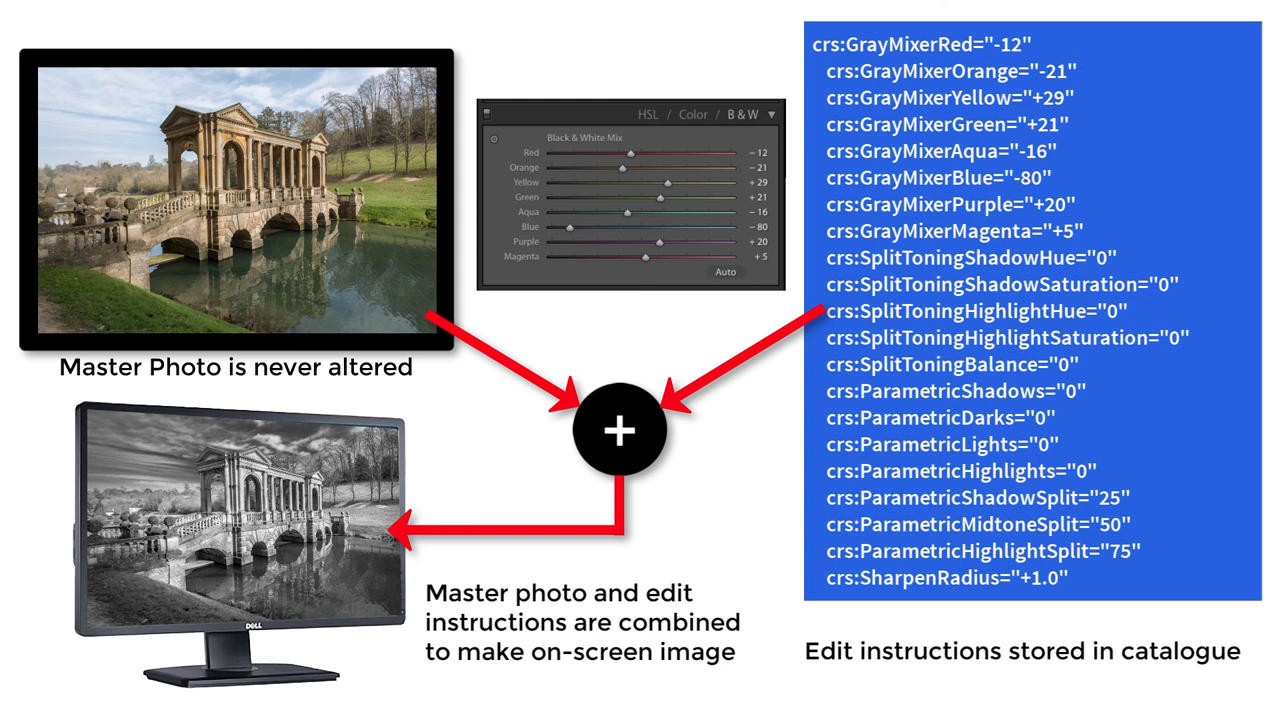 Master Photo is never altered
HSL / Color / B & W
Black & White Mix
Red - 12
Orange - 21
Yellow + 29
Green + 21
Aqua - 16
Blue - 80
Purple + 20
Magenta + 5
Auto
crs:GrayMixerRed="-12"
crs:GrayMixerOrange="-21"
crs:GrayMixerYellow="+29"
crs:GrayMixerGreen="+21"
crs:GrayMixerAqua="-16"
crs:GrayMixerBlue="-80"
crs:GrayMixerPurple="+20"
crs:GrayMixerMagenta="+5"
crs:SplitToningShadowHue="0"
crs:SplitToningShadowSaturation="0"
crs:SplitToningHighlightHue="0"
crs:SplitToningHighlightSaturation="0"
crs:SplitToningBalance="0"
crs:ParametricShadows="0"
crs:ParametricDarks="0"
crs:ParametricLights="0"
crs:ParametricHighlights="0"
crs:ParametricShadowSplit="25"
crs:ParametricMidtoneSplit="50"
crs:ParametricHighlightSplit="75"
crs:SharpenRadius="+1.0"
+
DELL
Master photo and edit
instructions are combined
to make on-screen image
Edit instructions stored in catalogue